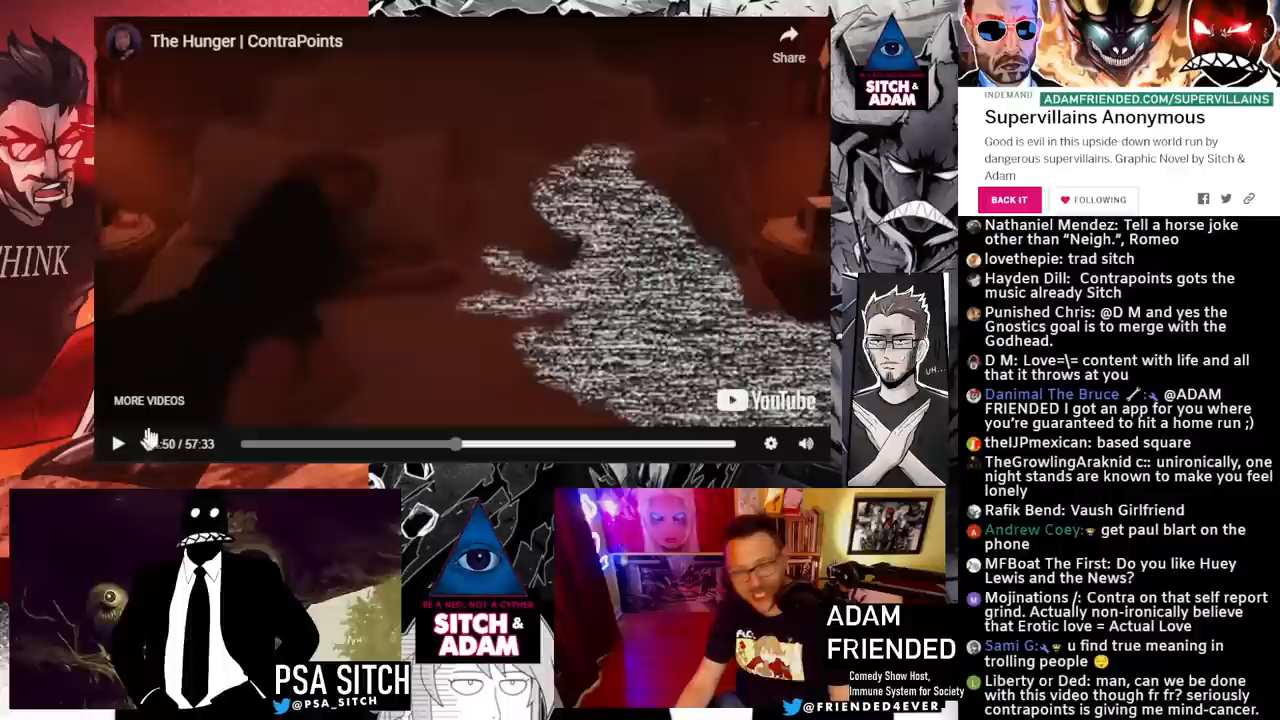 The Hunger | ContraPoints
Share
MORE VIDEOS
:50 / 57:33
YouTube
THINK
SITCH &
ADAM
UH...
INDEMAND
ADAMFRIENDED.COM/SUPERVILLAINS
Supervillains Anonymous
Good is evil in this upside-down world run by
dangerous supervillains. Graphic Novel by Sitch &
Adam
BACK IT
FOLLOWING
Nathaniel Mendez: Tell a horse joke
other than “Neigh.”, Romeo
lovethepie: trad sitch
Hayden Dill: Contrapoints gots the
music already Sitch
Punished Chris: @D M and yes the
Gnostics goal is to merge with the
Godhead.
D M: Love=\= content with life and all
that it throws at you
Danimal The Bruce : @ADAM
FRIENDED I got an app for you where
you’re guaranteed to hit a home run ;)
theIJPmexican: based square
TheGrowlingAraknid c:: unironically, one
night stands are known to make you feel
lonely
Rafik Bend: Vaush Girlfriend
Andrew Coey: get paul blart on the
phone
MFBoat The First: Do you like Huey
Lewis and the News?
Mojinations /: Contra on that self report
grind. Actually non-ironically believe
that Erotic love = Actual Love
Sami G: u find true meaning in
trolling people
Liberty or Ded: man, can we be done
with this video though fr fr? seriously
contrapoints is giving me mind-cancer.
PSA SITCH
@PSA_SITCH
BE A NEO, NOT A CYPHER
SITCH &
ADAM
ADAM
FRIENDED
Comedy Show Host,
Immune System for Society
@FRIENDED4EVER